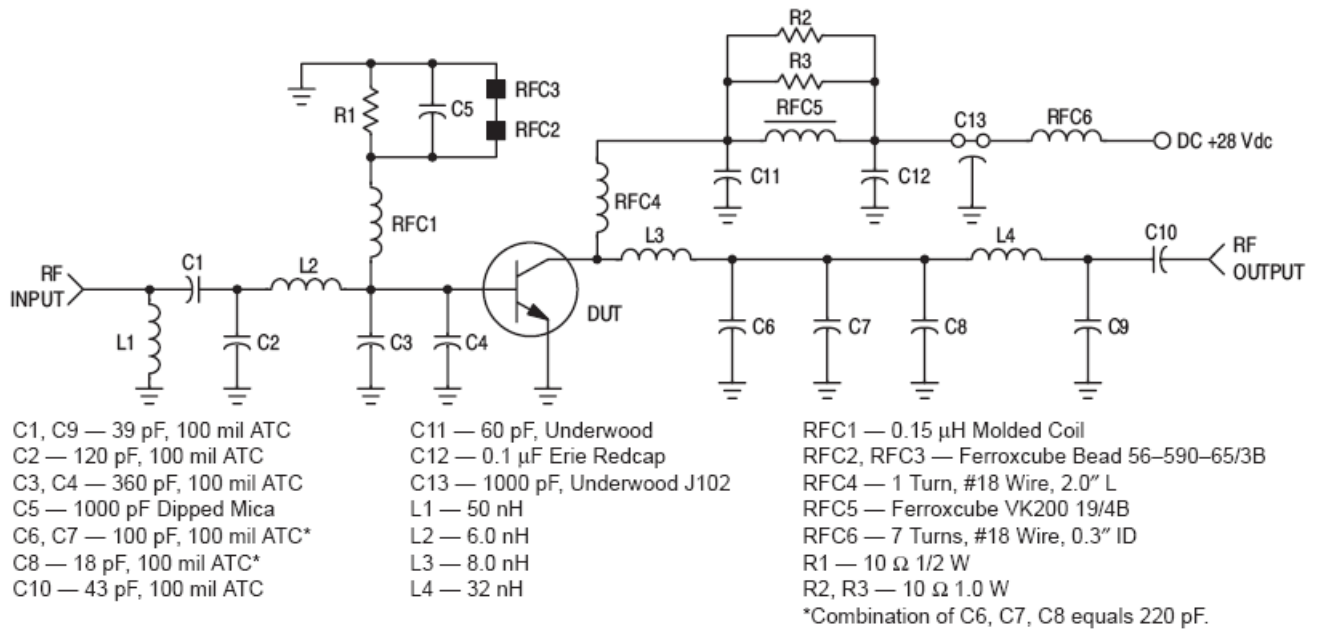 R2
R3
RFC5
RFC3
RFC2
R1
C5
C13
RFC6
DC +28 Vdc
C11
C12
RFC4
RFC1
L3
L4
C10
RF
OUTPUT
RF
INPUT
C1
L2
DUT
L1
C2
C3
C4
C6
C7
C8
C9
C1, C9 — 39 pF, 100 mil ATC
C2 — 120 pF, 100 mil ATC
C3, C4 — 360 pF, 100 mil ATC
C5 — 1000 pF Dipped Mica
C6, C7 — 100 pF, 100 mil ATC*
C8 — 18 pF, 100 mil ATC*
C10 — 43 pF, 100 mil ATC
C11 — 60 pF, Underwood
C12 — 0.1 μF Erie Redcap
C13 — 1000 pF, Underwood J102
L1 — 50 nH
L2 — 6.0 nH
L3 — 8.0 nH
L4 — 32 nH
RFC1 — 0.15 μH Molded Coil
RFC2, RFC3 — Ferroxcube Bead 56–590–65/3B
RFC4 — 1 Turn, #18 Wire, 2.0″ L
RFC5 — Ferroxcube VK200 19/4B
RFC6 — 7 Turns, #18 Wire, 0.3″ ID
R1 — 10 Ω 1/2 W
R2, R3 — 10 Ω 1.0 W
*Combination of C6, C7, C8 equals 220 pF.